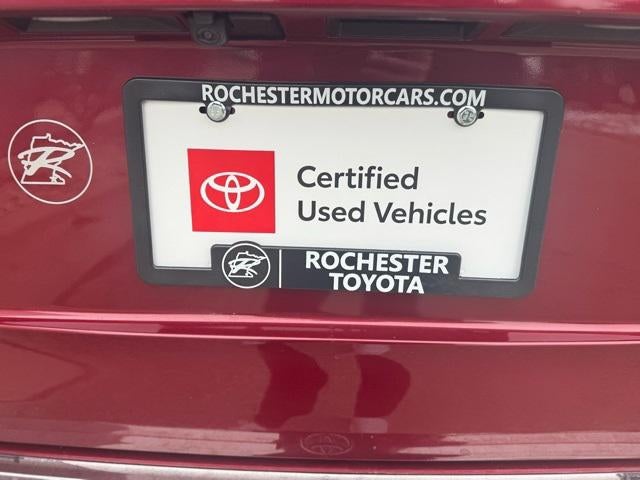 ROCHESTERMOTORCARS.COM
Certified
Used Vehicles
R
R
ROCHESTER
TOYOTA